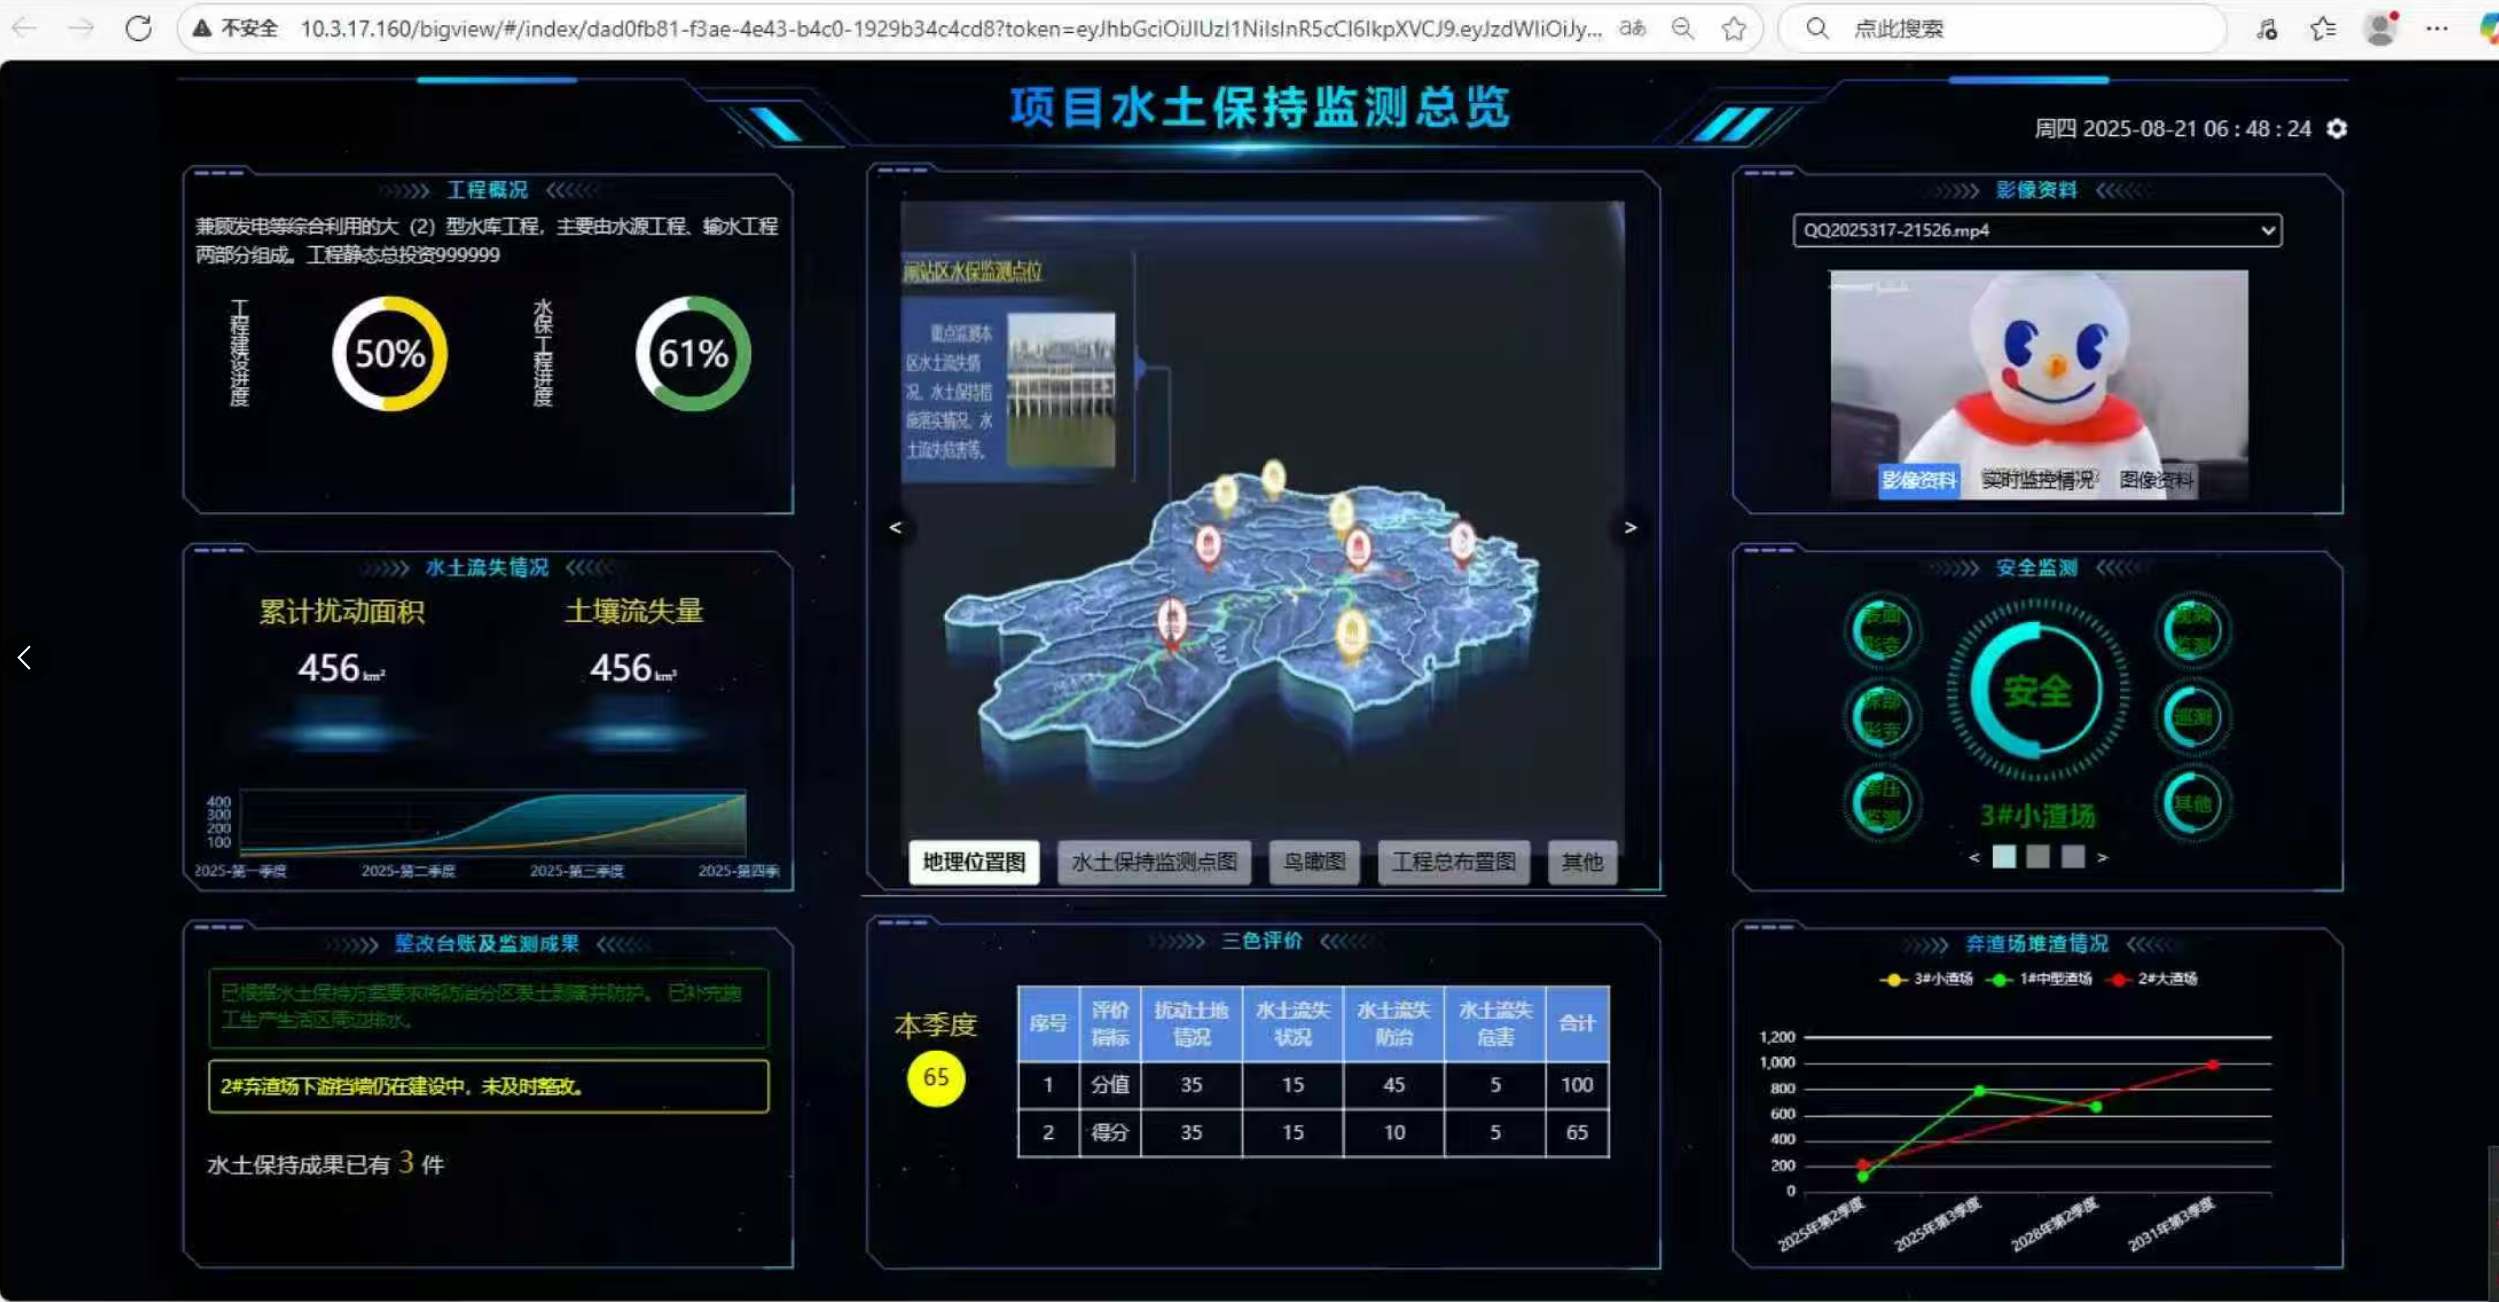 不安全
10.3.17.160/bigview/#/index/dad0fb81-f3ae-4e43-b4c0-1929b34c4cd8?token=eyJhbGciOiJIUzI1NiIsInR5cCI6IkpXVCJ9.eyJzdWIiOiJy...
点此搜索
项目水土保持监测总览
周四 2025-08-21 06 : 48 : 24
工程概况
兼顾发电等综合利用的大（2）型水库工程，主要由水源工程、输水工程
两部分组成。工程静态总投资999999
工程建设进度
50%
水保工程进度
61%
水土流失情况
累计扰动面积
土壤流失量
456km²
456km³
400
300
200
100
2025-第一季度
2025-第二季度
2025-第三季度
2025-第四季
整改台账及监测成果
已根据水土保持方案要求将防治分区表土剥离并防护。 已补充施
工生产生活区周边排水。
2#弃渣场下游挡墙仍在建设中，未及时整改。
水土保持成果已有 3 件
闸站区水保监测点位
重点监测本
区水土流失情
况、水土保持措
施落实情况、水
土流失危害等。
<
>
地理位置图
水土保持监测点图
鸟瞰图
工程总布置图
其他
三色评价
本季度
65
序号 评价指标 扰动土地情况 水土流失状况 水土流失防治 水土流失危害 合计
1 分值 35 15 45 5 100
2 得分 35 15 10 5 65
影像资料
QQ2025317-21526.mp4
影像资料
实时监控情况
图像资料
安全监测
表面
形变
视频
监测
安全
形变
巡测
渗压
监测
其他
3#小渣场
<
>
弃渣场堆渣情况
3#小渣场
1#中型渣场
2#大渣场
1,200
1,000
800
600
400
200
0
2025年第2季度
2025年第3季度
2028年第2季度
2031年第3季度